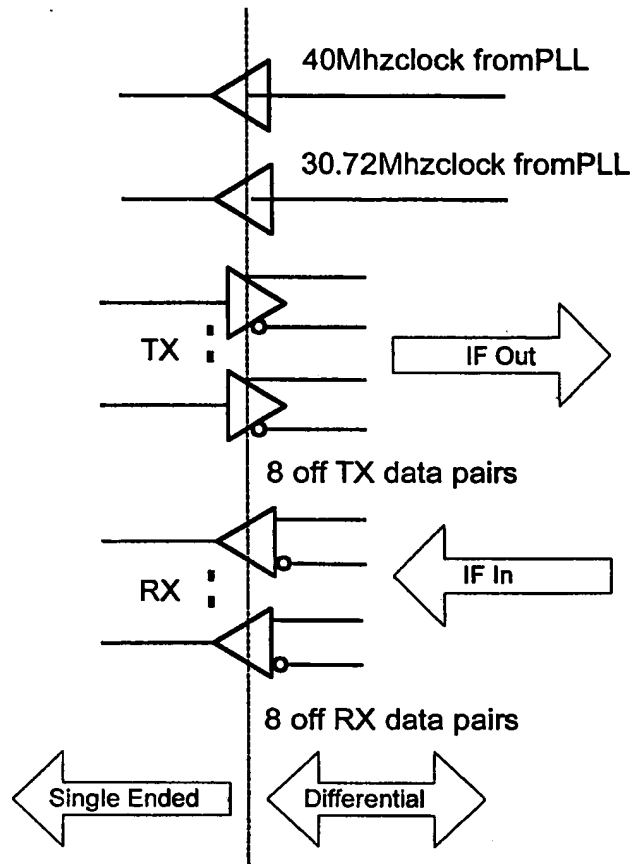 40Mhzclock fromPLL
30.72Mhzclock fromPLL
TX
IF Out
8 off TX data pairs
RX
IF In
8 off RX data pairs
Single Ended
Differential